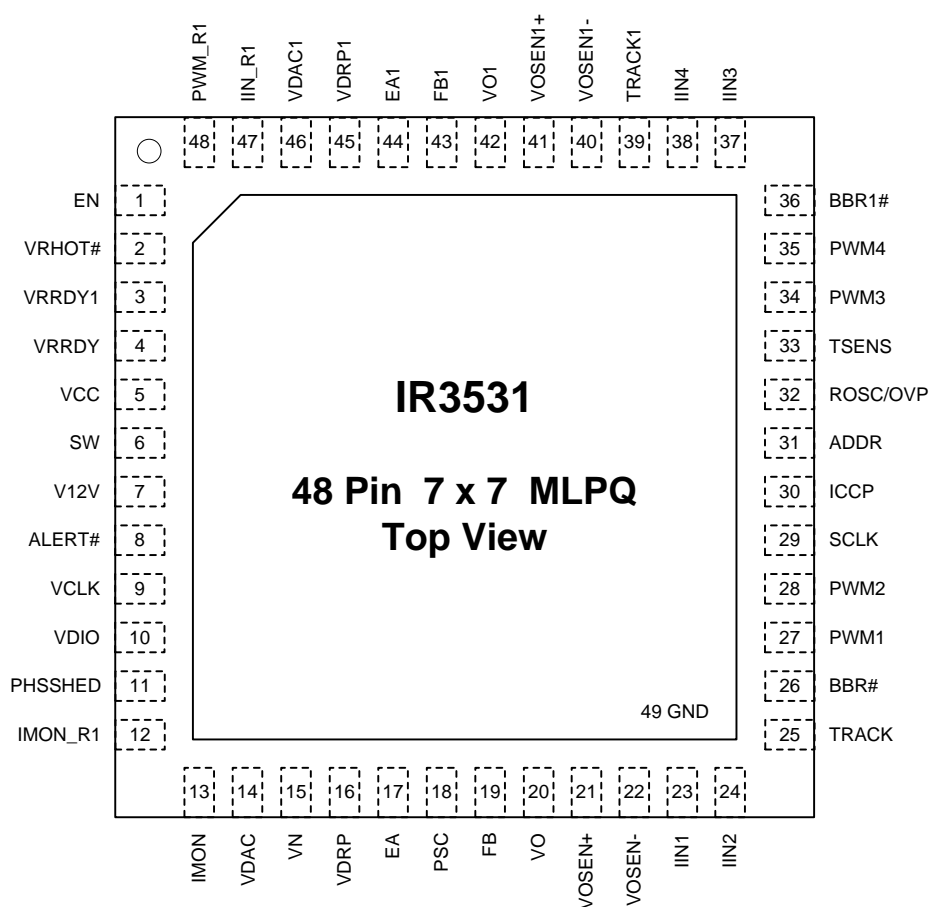 PWM_R1
IIN_R1
VDAC1
VDRP1
EA1
FB1
VO1
VOSEN1+
VOSEN1-
TRACK1
IIN4
IIN3
48 47 46 45 44 43 42 41 40 39 38 37
EN 1
VRHOT# 2
VRRDY1 3
VRRDY 4
VCC 5
SW 6
V12V 7
ALERT# 8
VCLK 9
VDIO 10
PHSSHED 11
IMON_R1 12
IR3531
48 Pin 7 x 7 MLPQ
Top View
49 GND
36 BBR1#
35 PWM4
34 PWM3
33 TSENS
32 ROSC/OVP
31 ADDR
30 ICCP
29 SCLK
28 PWM2
27 PWM1
26 BBR#
25 TRACK
13 14 15 16 17 18 19 20 21 22 23 24
IMON
VDAC
VN
VDRP
EA
PSC
FB
VO
VOSEN+
VOSEN-
IIN1
IIN2